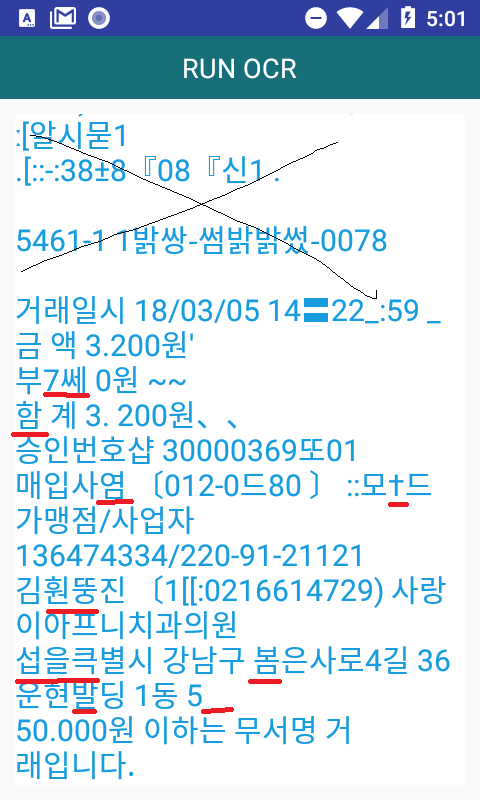 5:01
RUN OCR
:[알시묻1
.[::-:38±8『08『신1 .
5461-1 1밝쌍-썸밝밝썼-0078
거래일시 18/03/05 14〓22_:59 _
금 액 3.200원'
부7쎄 0원 ~~
함 계 3. 200원、、
승인번호샵 30000369또01
매입사염 〔012-0드80 〕 ::모†드
가맹점/사업자
136474334/220-91-21121
김훤뚱진 〔1[[:0216614729) 사랑
이아프니치과의원
섭을큭별시 강남구 봄은사로4길 36
운현발딩 1동 5_
50.000원 이하는 무서명 거
래입니다.